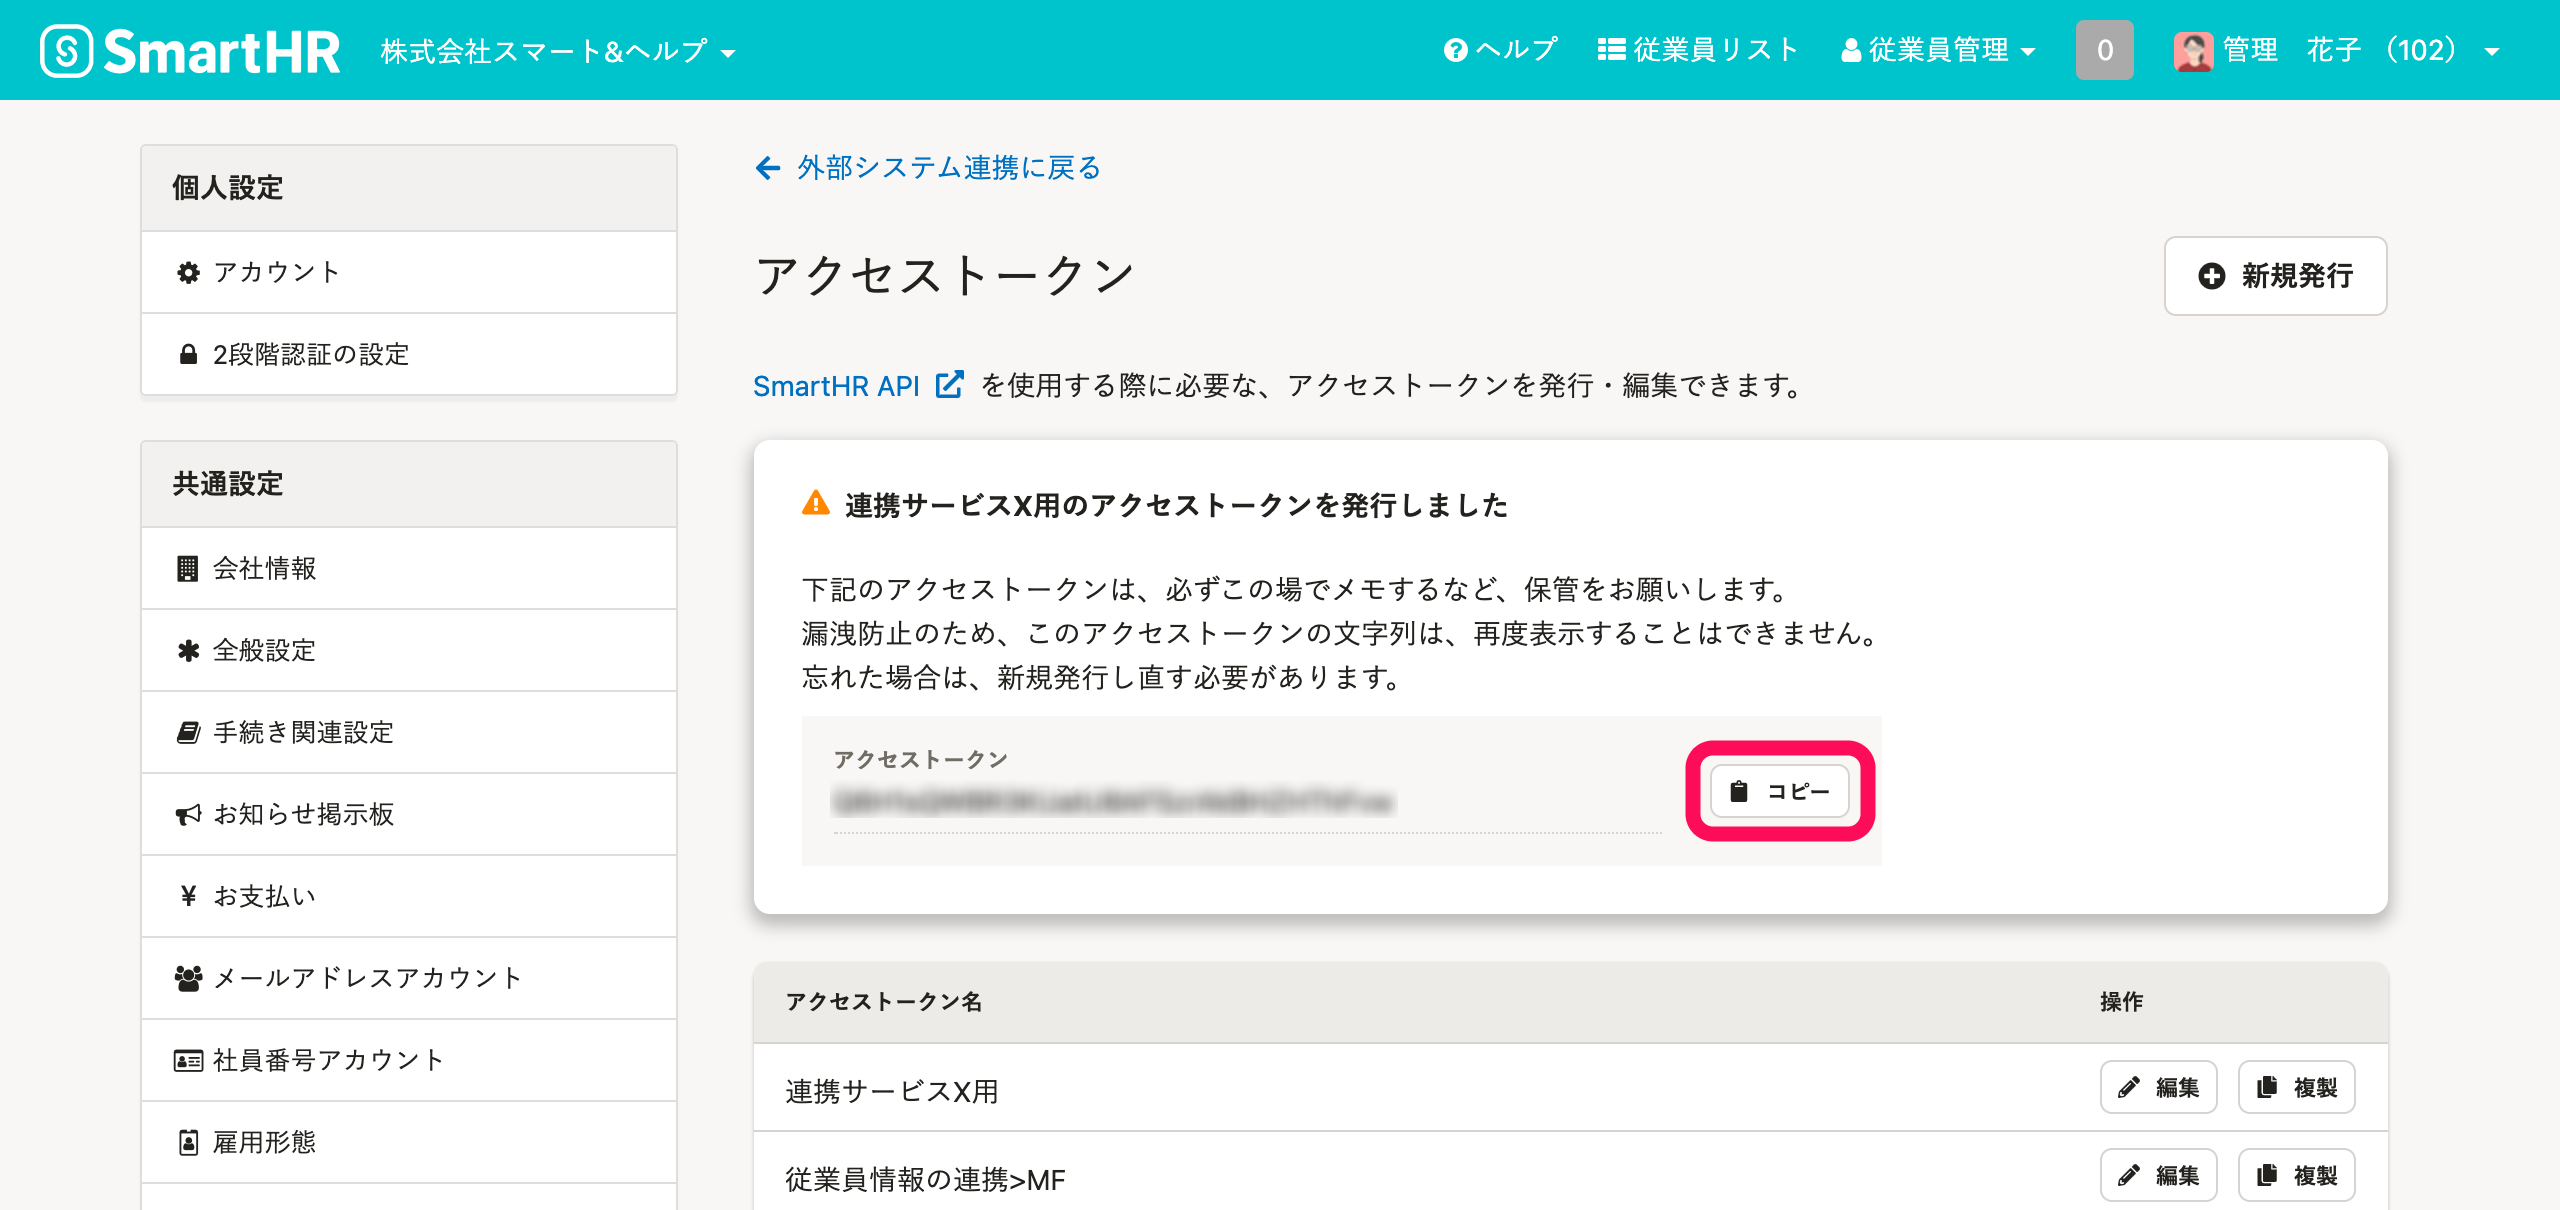 SmartHR 株式会社スマート&ヘルプ ヘルプ 従業員リスト 従業員管理 0 管理 花子 （102）
個人設定
アカウント
2段階認証の設定
共通設定
会社情報
全般設定
手続き関連設定
お知らせ掲示板
¥ お支払い
メールアドレスアカウント
社員番号アカウント
雇用形態
外部システム連携に戻る
アクセストークン
新規発行
SmartHR API を使用する際に必要な、アクセストークンを発行・編集できます。
連携サービスX用のアクセストークンを発行しました
下記のアクセストークンは、必ずこの場でメモするなど、保管をお願いします。
漏洩防止のため、このアクセストークンの文字列は、再度表示することはできません。
忘れた場合は、新規発行し直す必要があります。
アクセストークン
コピー
アクセストークン名 操作
連携サービスX用 編集 複製
従業員情報の連携>MF 編集 複製